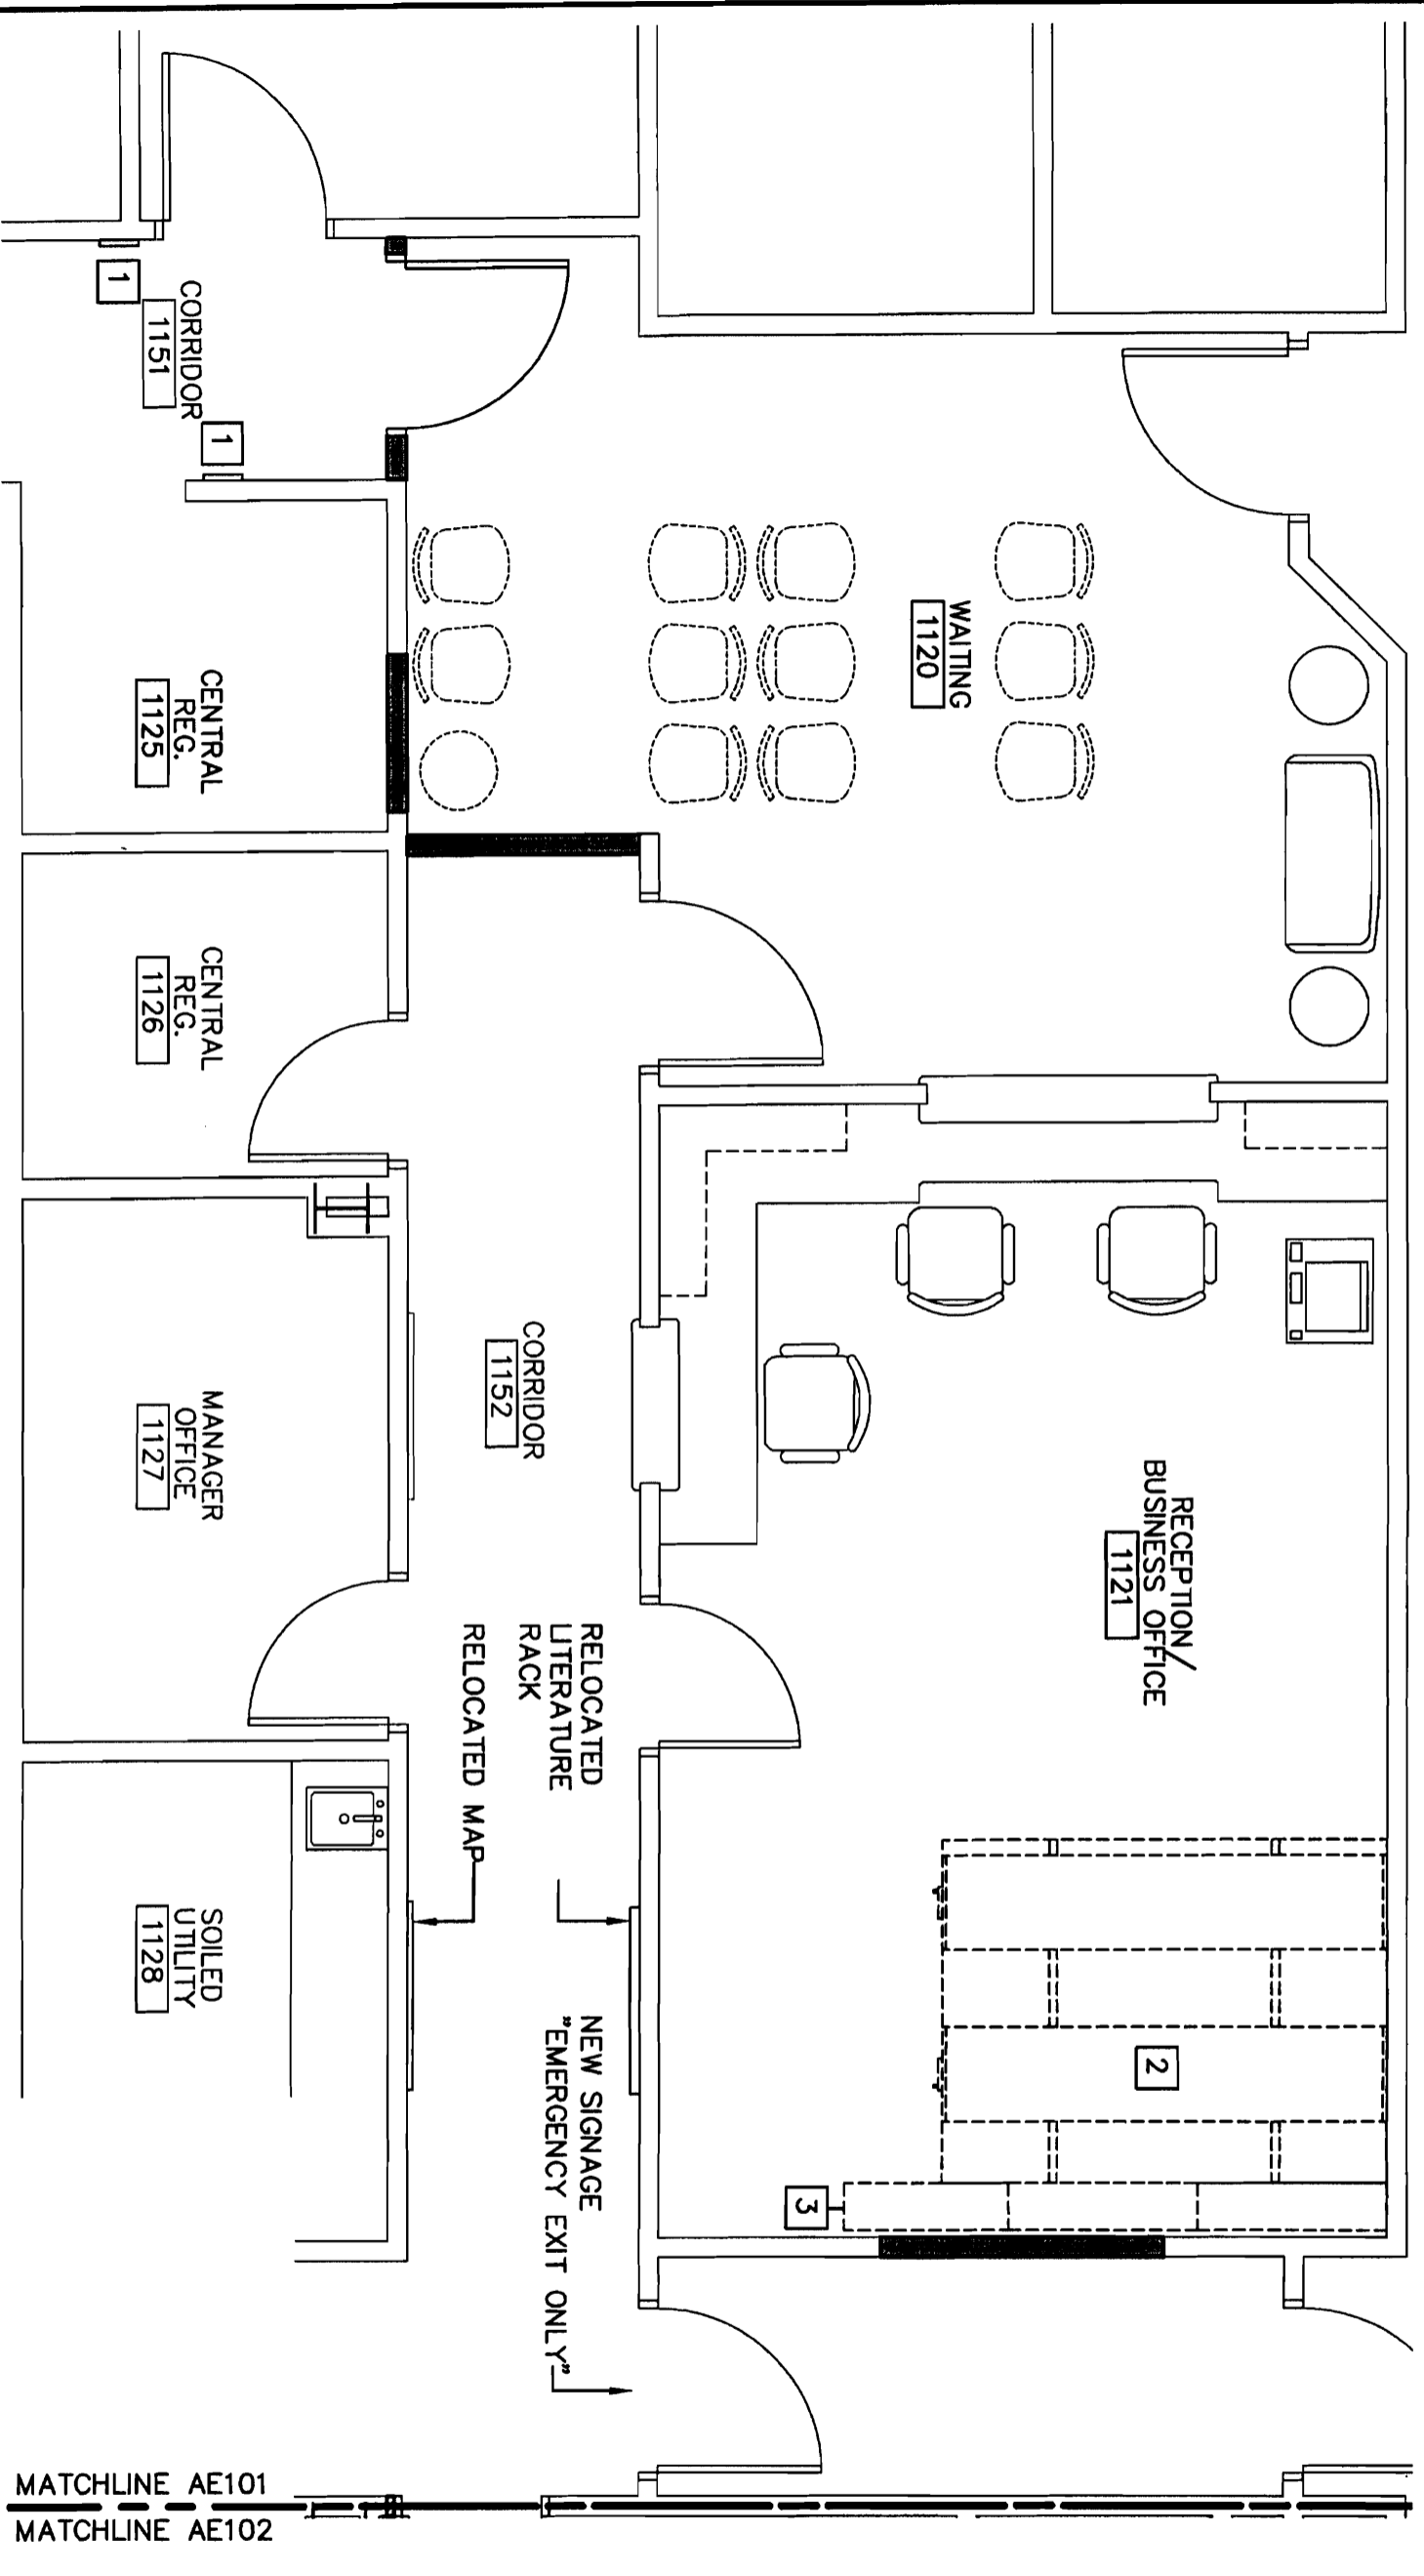 1
CORRIDOR
1151
1
WAITING
1120
CENTRAL
REG.
1125
CENTRAL
REG.
1126
CORRIDOR
1152
MANAGER
OFFICE
1127
RECEPTION/
BUSINESS OFFICE
1121
RELOCATED
LITERATURE
RACK
RELOCATED MAP
SOILED
UTILITY
1128
2
3
NEW SIGNAGE
"EMERGENCY EXIT ONLY"
MATCHLINE AE101
MATCHLINE AE102